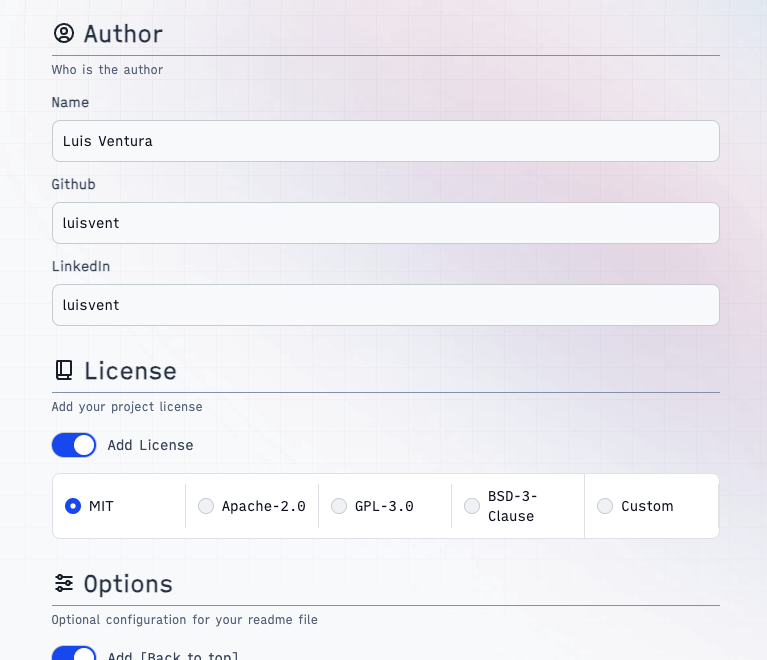 Author
Who is the author
Name
Luis Ventura
Github
luisvent
LinkedIn
luisvent
License
Add your project license
Add License
MIT
Apache-2.0
GPL-3.0
BSD-3-
Clause
Custom
Options
Optional configuration for your readme file
Add [Back to top]